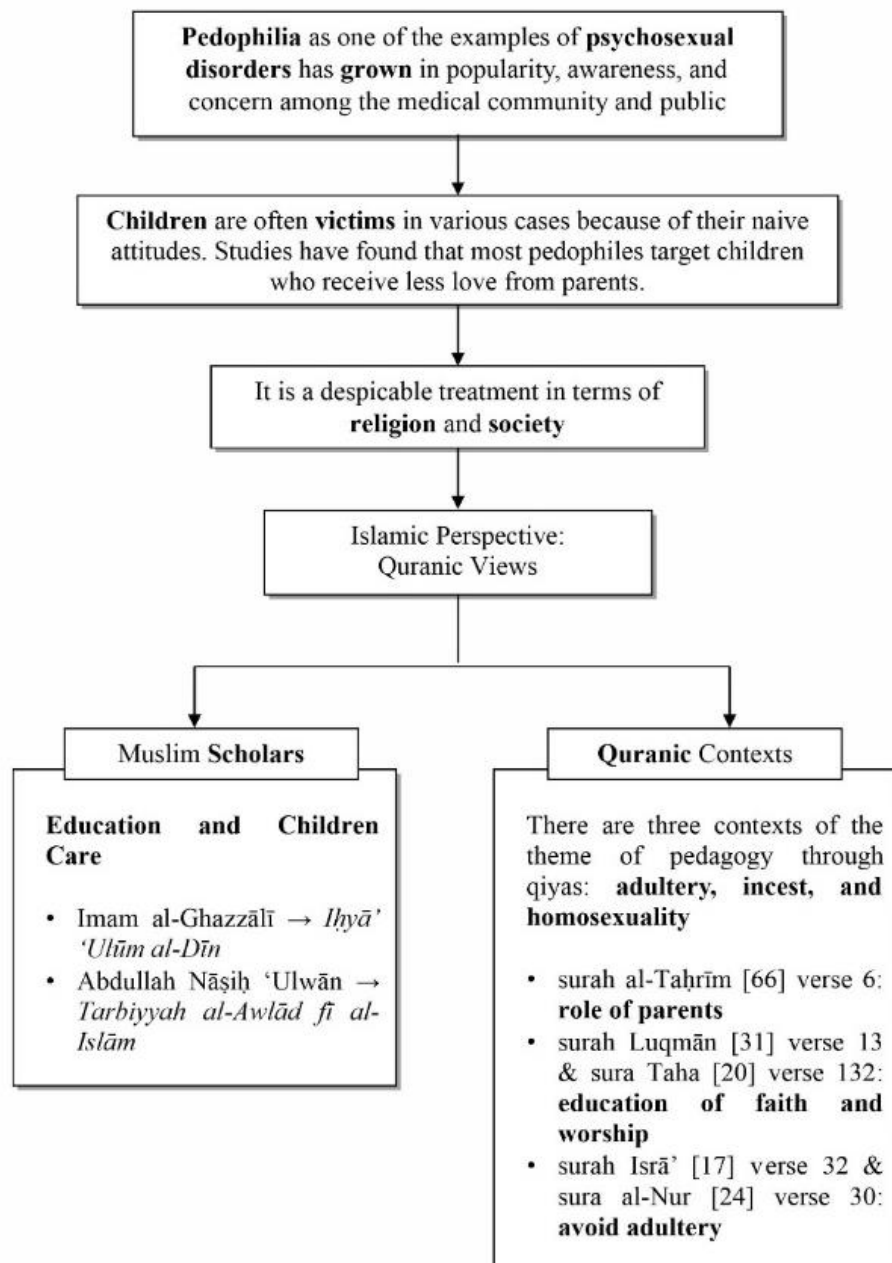 Pedophilia as one of the examples of psychosexual
disorders has grown in popularity, awareness, and
concern among the medical community and public
Children are often victims in various cases because of their naive
attitudes. Studies have found that most pedophiles target children
who receive less love from parents.
It is a despicable treatment in terms of
religion and society
Islamic Perspective:
Quranic Views
Muslim Scholars
Education and Children
Care
• Imam al-Ghazzālī → Iḥyā’
‘Ulūm al-Dīn
• Abdullah Nāṣiḥ ‘Ulwān →
Tarbiyyah al-Awlād fī al-
Islām
Quranic Contexts
There are three contexts of the
theme of pedagogy through
qiyas: adultery, incest, and
homosexuality
• surah al-Taḥrīm [66] verse 6:
role of parents
• surah Luqmān [31] verse 13
& sura Taha [20] verse 132:
education of faith and
worship
• surah Isrā’ [17] verse 32 &
sura al-Nur [24] verse 30:
avoid adultery